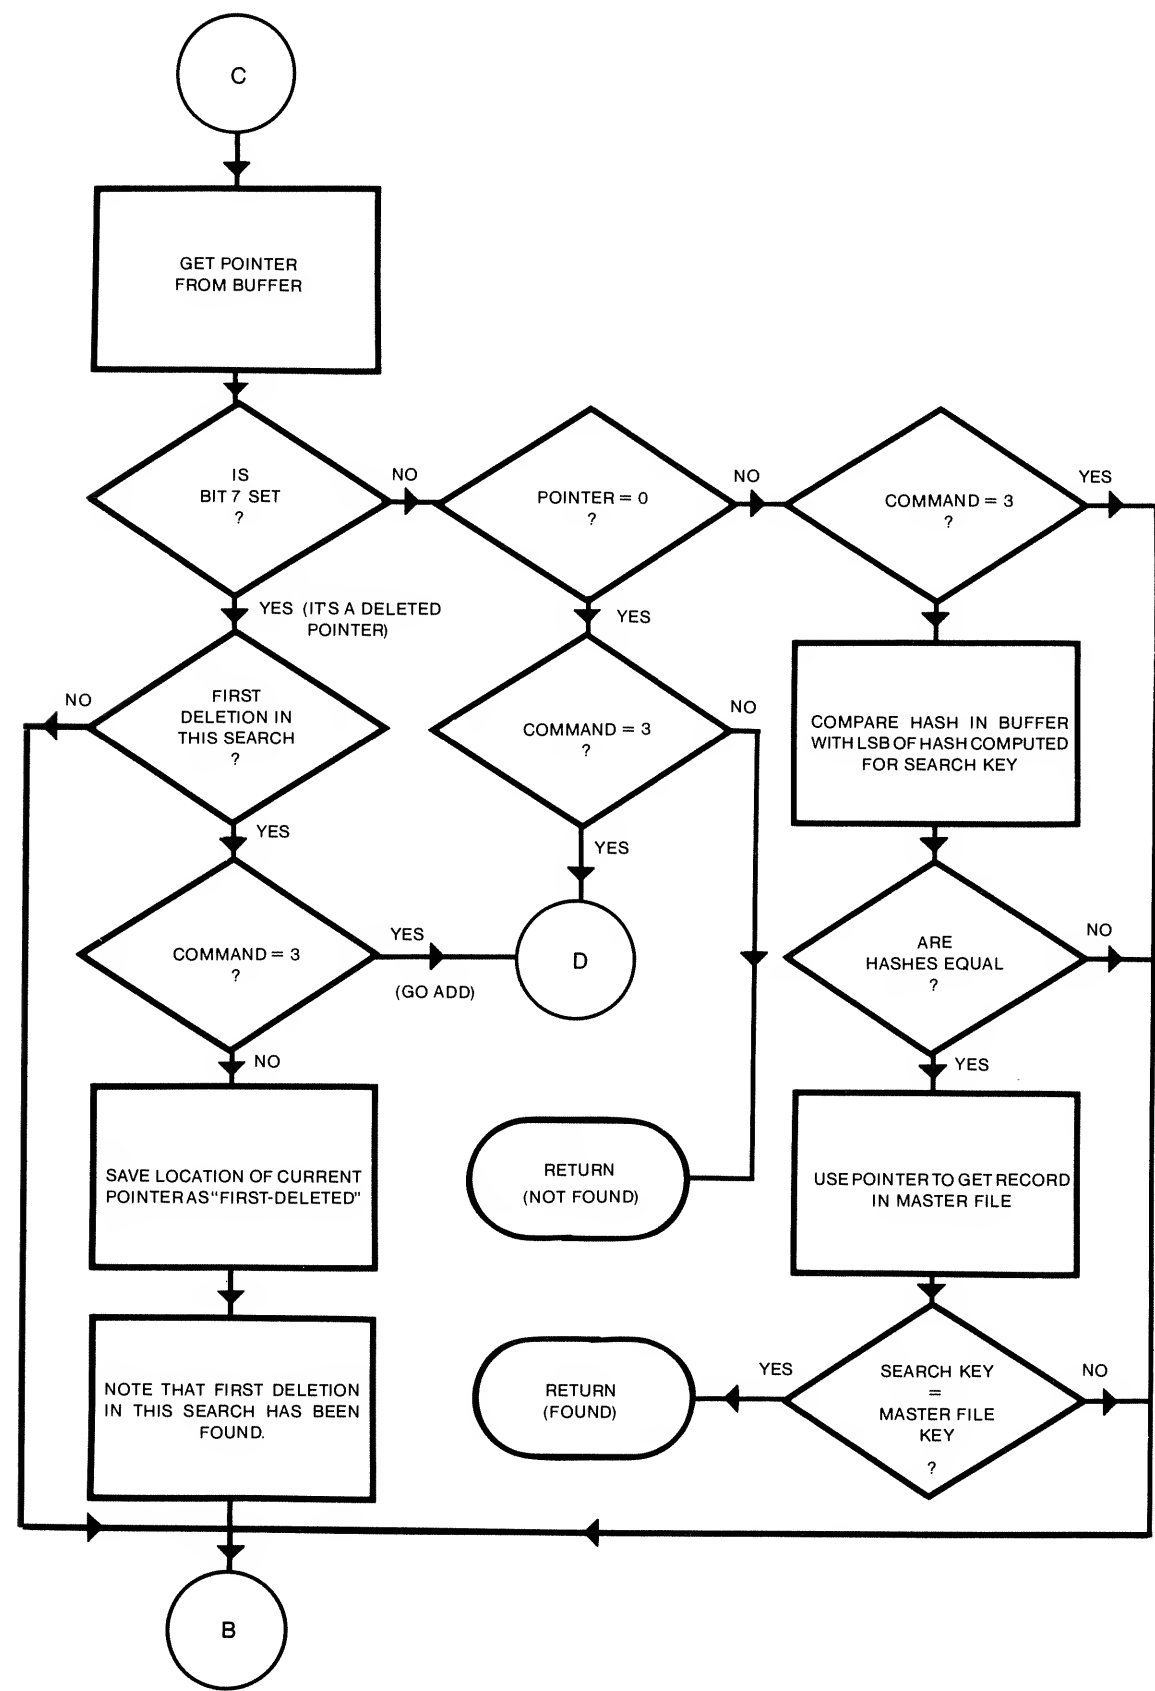 C
GET POINTER
FROM BUFFER
IS
BIT 7 SET
?
NO
POINTER = 0
?
NO
COMMAND = 3
?
YES
YES (IT'S A DELETED
POINTER)
YES
NO
FIRST
DELETION IN
THIS SEARCH
?
COMMAND = 3
?
NO
COMPARE HASH IN BUFFER
WITH LSB OF HASH COMPUTED
FOR SEARCH KEY
YES
YES
COMMAND = 3
?
YES
(GO ADD)
D
ARE
HASHES EQUAL
?
NO
NO
YES
SAVE LOCATION OF CURRENT
POINTER AS "FIRST-DELETED"
RETURN
(NOT FOUND)
USE POINTER TO GET RECORD
IN MASTER FILE
NOTE THAT FIRST DELETION
IN THIS SEARCH HAS BEEN
FOUND.
RETURN
(FOUND)
YES
SEARCH KEY
=
MASTER FILE
KEY
?
NO
B